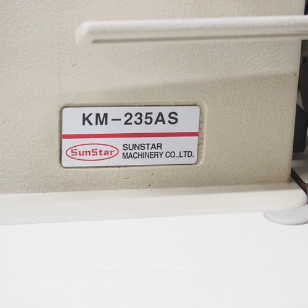 KM-235AS
SunStar
SUNSTAR
MACHINERY CO.,LTD.